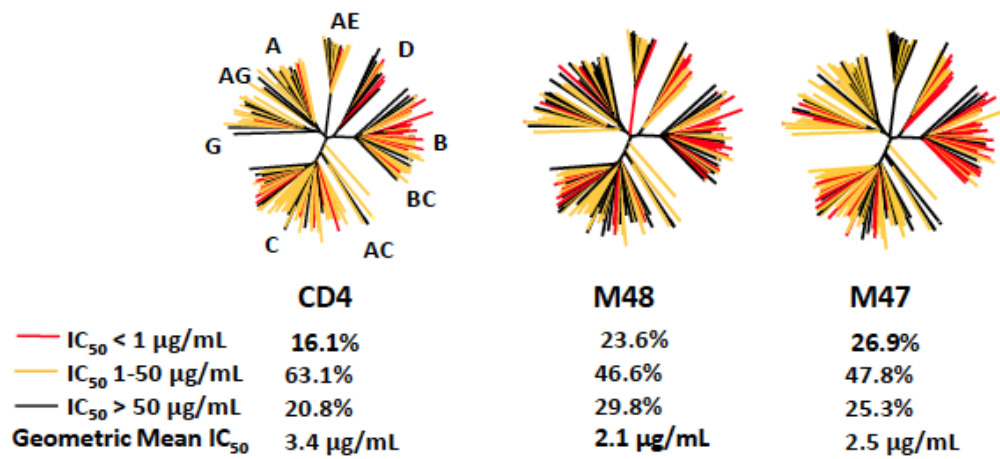 AE
A
D
AG
G
B
BC
C
AC
CD4 M48 M47
IC50 < 1 µg/mL 16.1% 23.6% 26.9%
IC50 1-50 µg/mL 63.1% 46.6% 47.8%
IC50 > 50 µg/mL 20.8% 29.8% 25.3%
Geometric Mean IC50 3.4 µg/mL 2.1 µg/mL 2.5 µg/mL